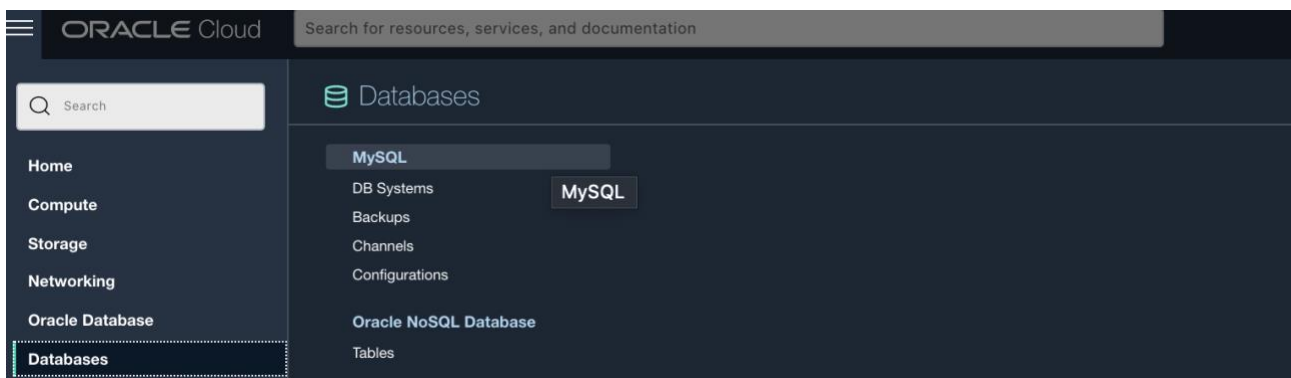 ORACLE Cloud
Search for resources, services, and documentation
Search
Home
Compute
Storage
Networking
Oracle Database
Databases
Databases
MySQL
DB Systems
MySQL
Backups
Channels
Configurations
Oracle NoSQL Database
Tables